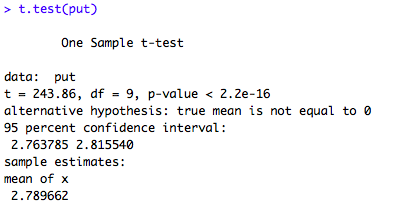 > t.test(put)
One Sample t-test
data:  put
t = 243.86, df = 9, p-value < 2.2e-16
alternative hypothesis: true mean is not equal to 0
95 percent confidence interval:
 2.763785 2.815540
sample estimates:
mean of x
 2.789662